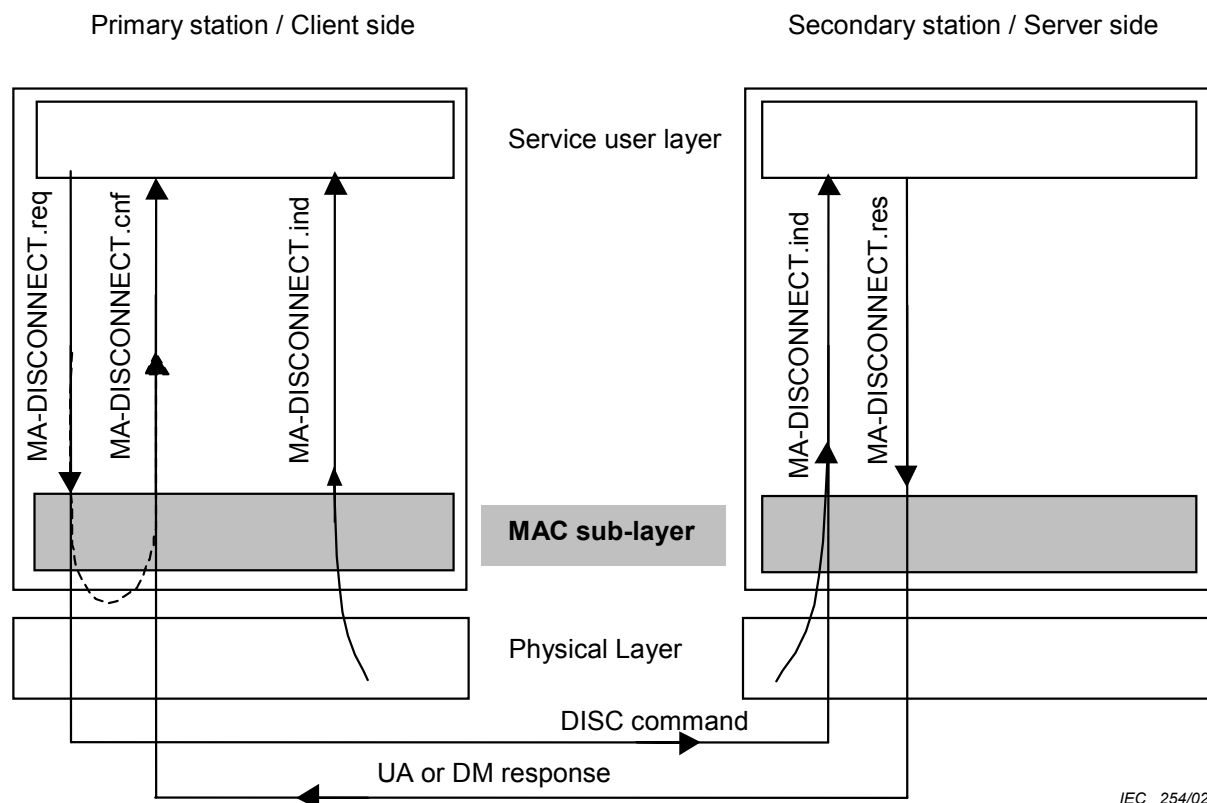 Primary station / Client side
Secondary station / Server side
Service user layer
MA-DISCONNECT.req
MA-DISCONNECT.cnf
MA-DISCONNECT.ind
MA-DISCONNECT.ind
MA-DISCONNECT.res
MAC sub-layer
Physical Layer
DISC command
UA or DM response
IEC 254/02